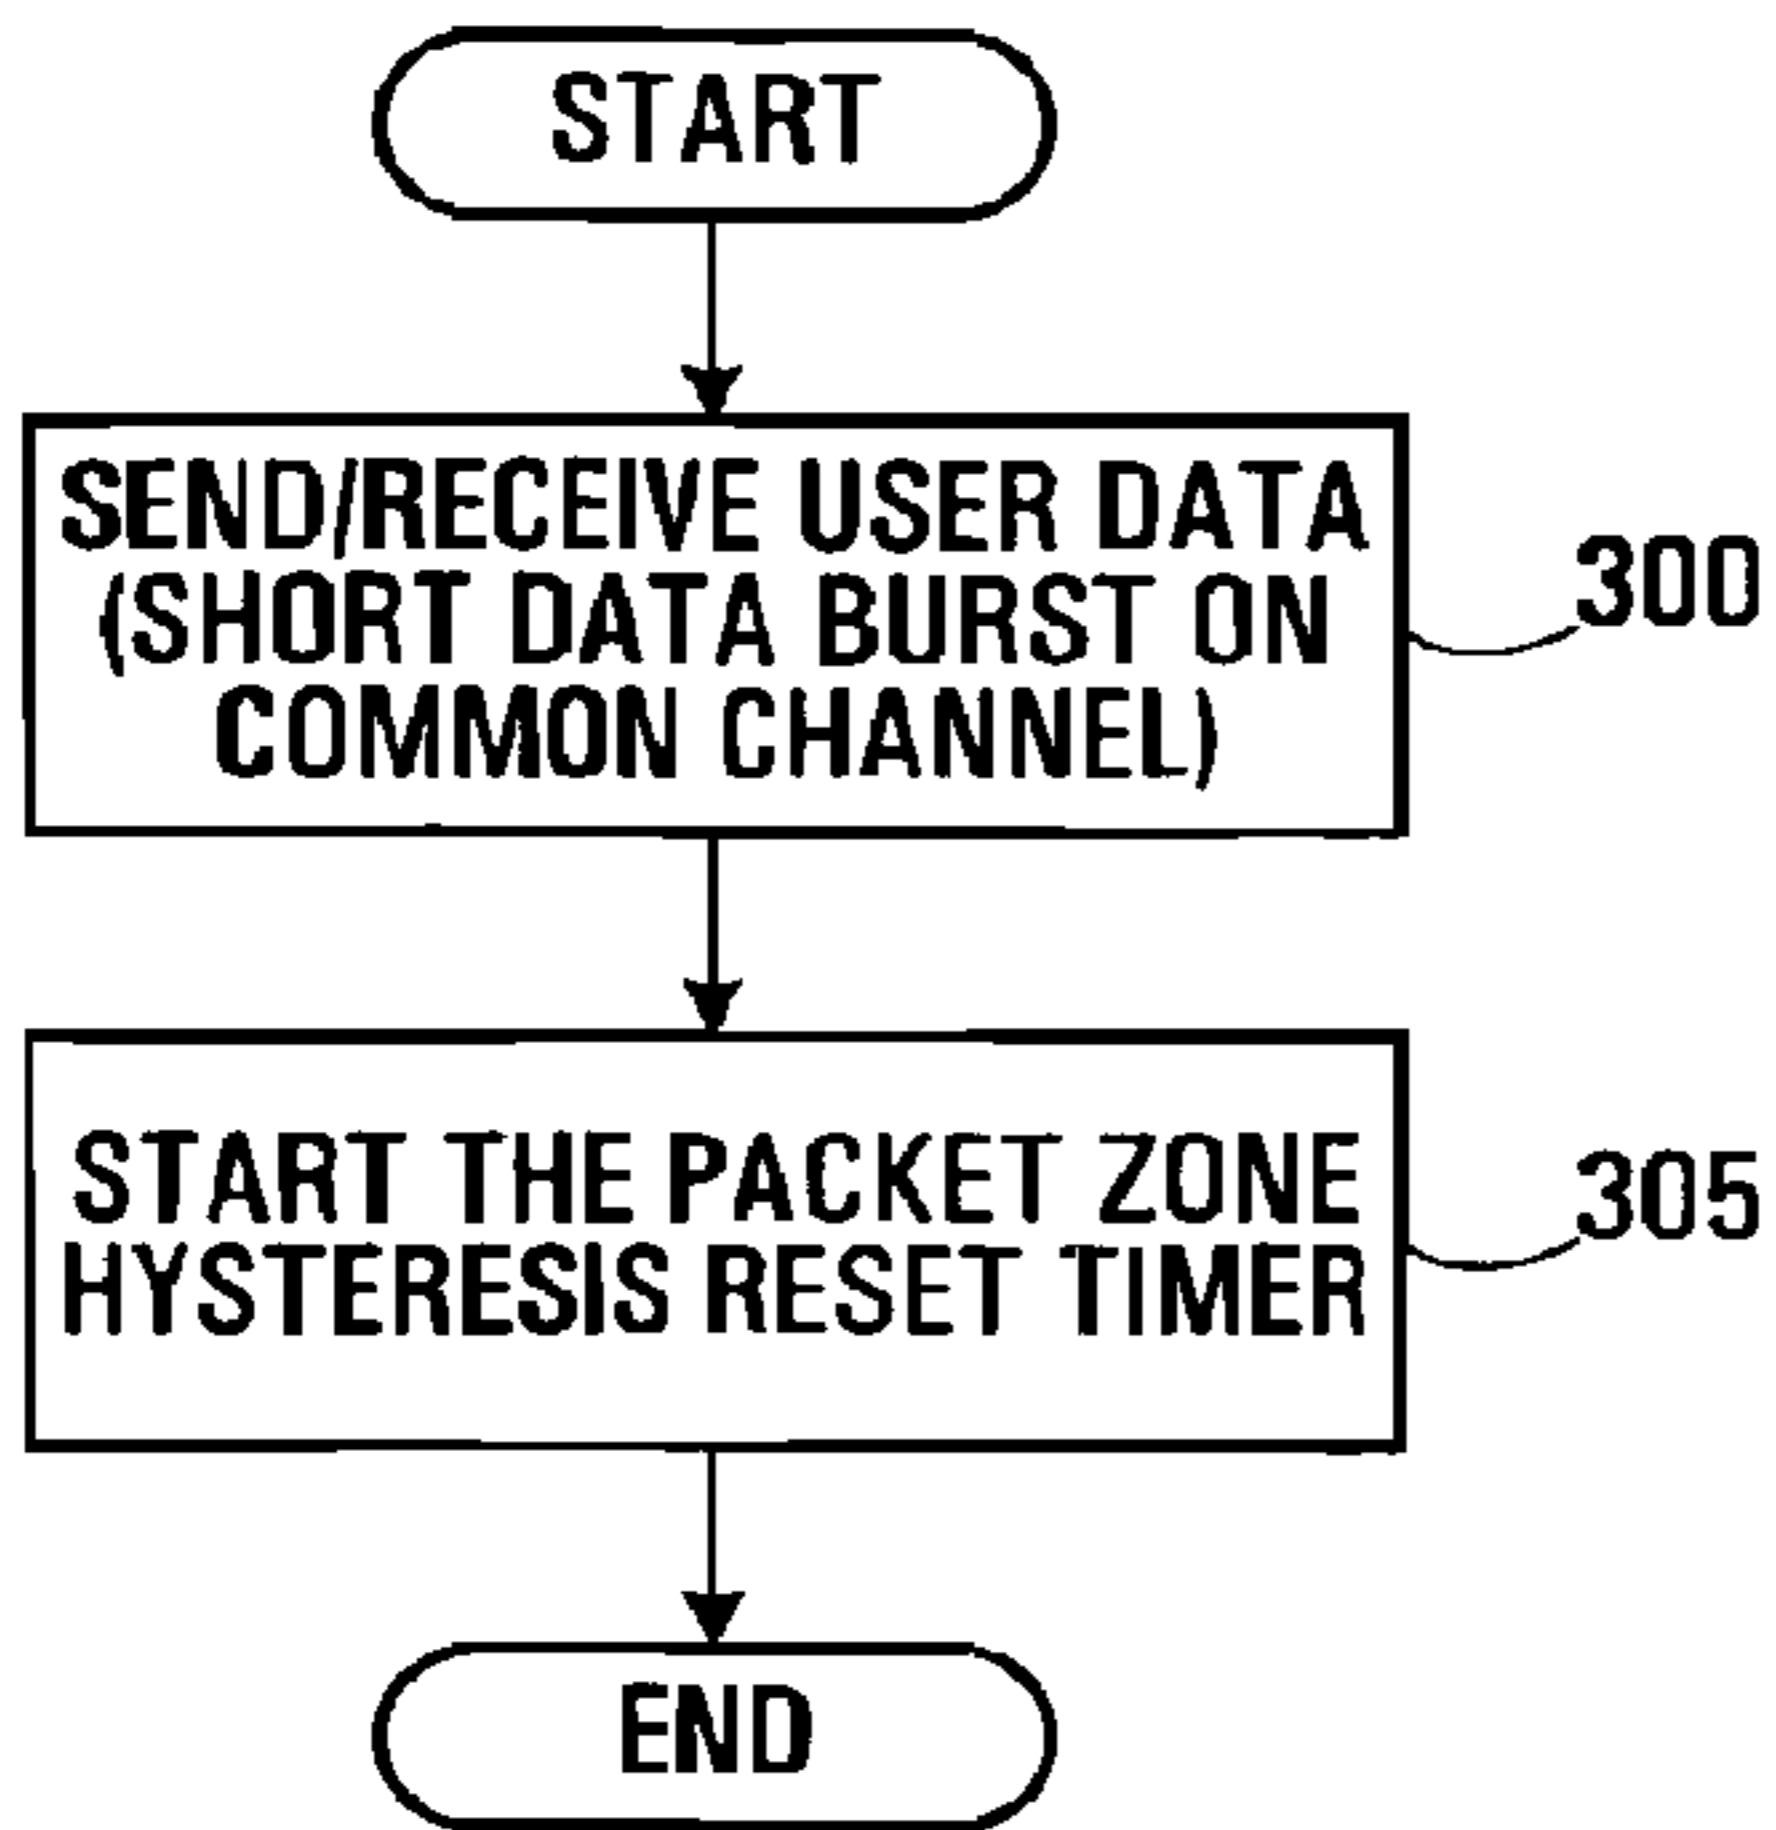 START
SEND/RECEIVE USER DATA
(SHORT DATA BURST ON
COMMON CHANNEL)
300
START THE PACKET ZONE
HYSTERESIS RESET TIMER
305
END